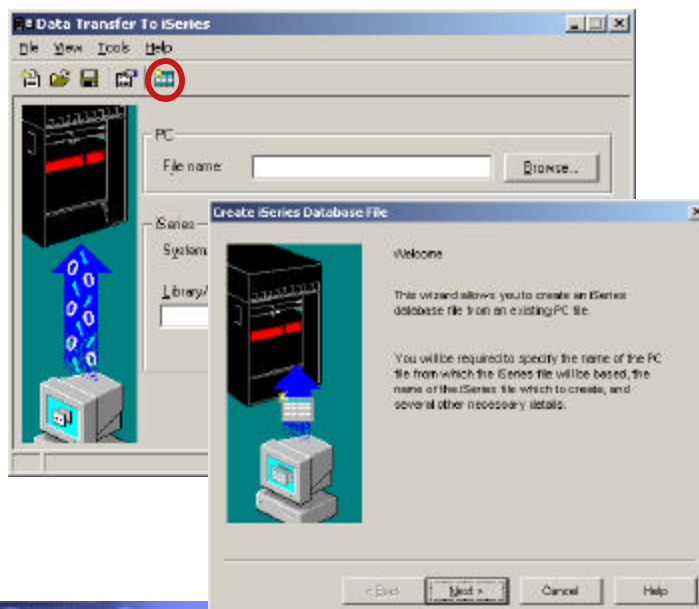 Data Transfer To iSeries
File View Tools Help
PC
File name:
Browse...
iSeries
System:
Library/
Create iSeries Database File
Welcome
This wizard allows you to create an iSeries
database file from an existing PC file.
You will be required to specify the name of the PC
file from which the iSeries file will be based, the
name of the iSeries file which to create, and
several other necessary details.
< Back Next > Cancel Help